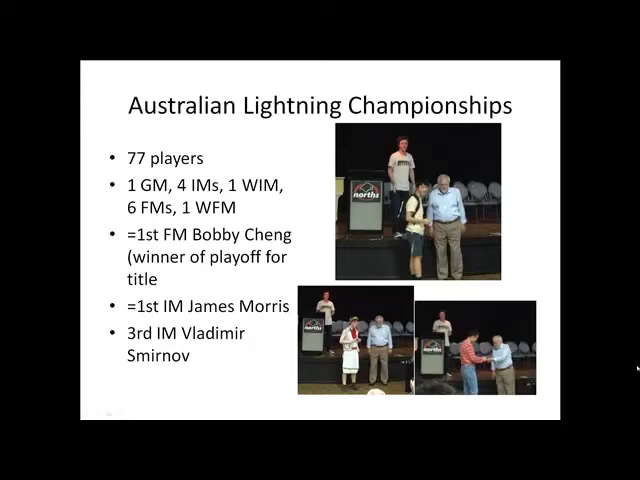 Australian Lightning Championships
• 77 players
• 1 GM, 4 IMs, 1 WIM,
6 FMs, 1 WFM
• =1st FM Bobby Cheng
(winner of playoff for
title
• =1st IM James Morris
• 3rd IM Vladimir
Smirnov
norths
norths
norths